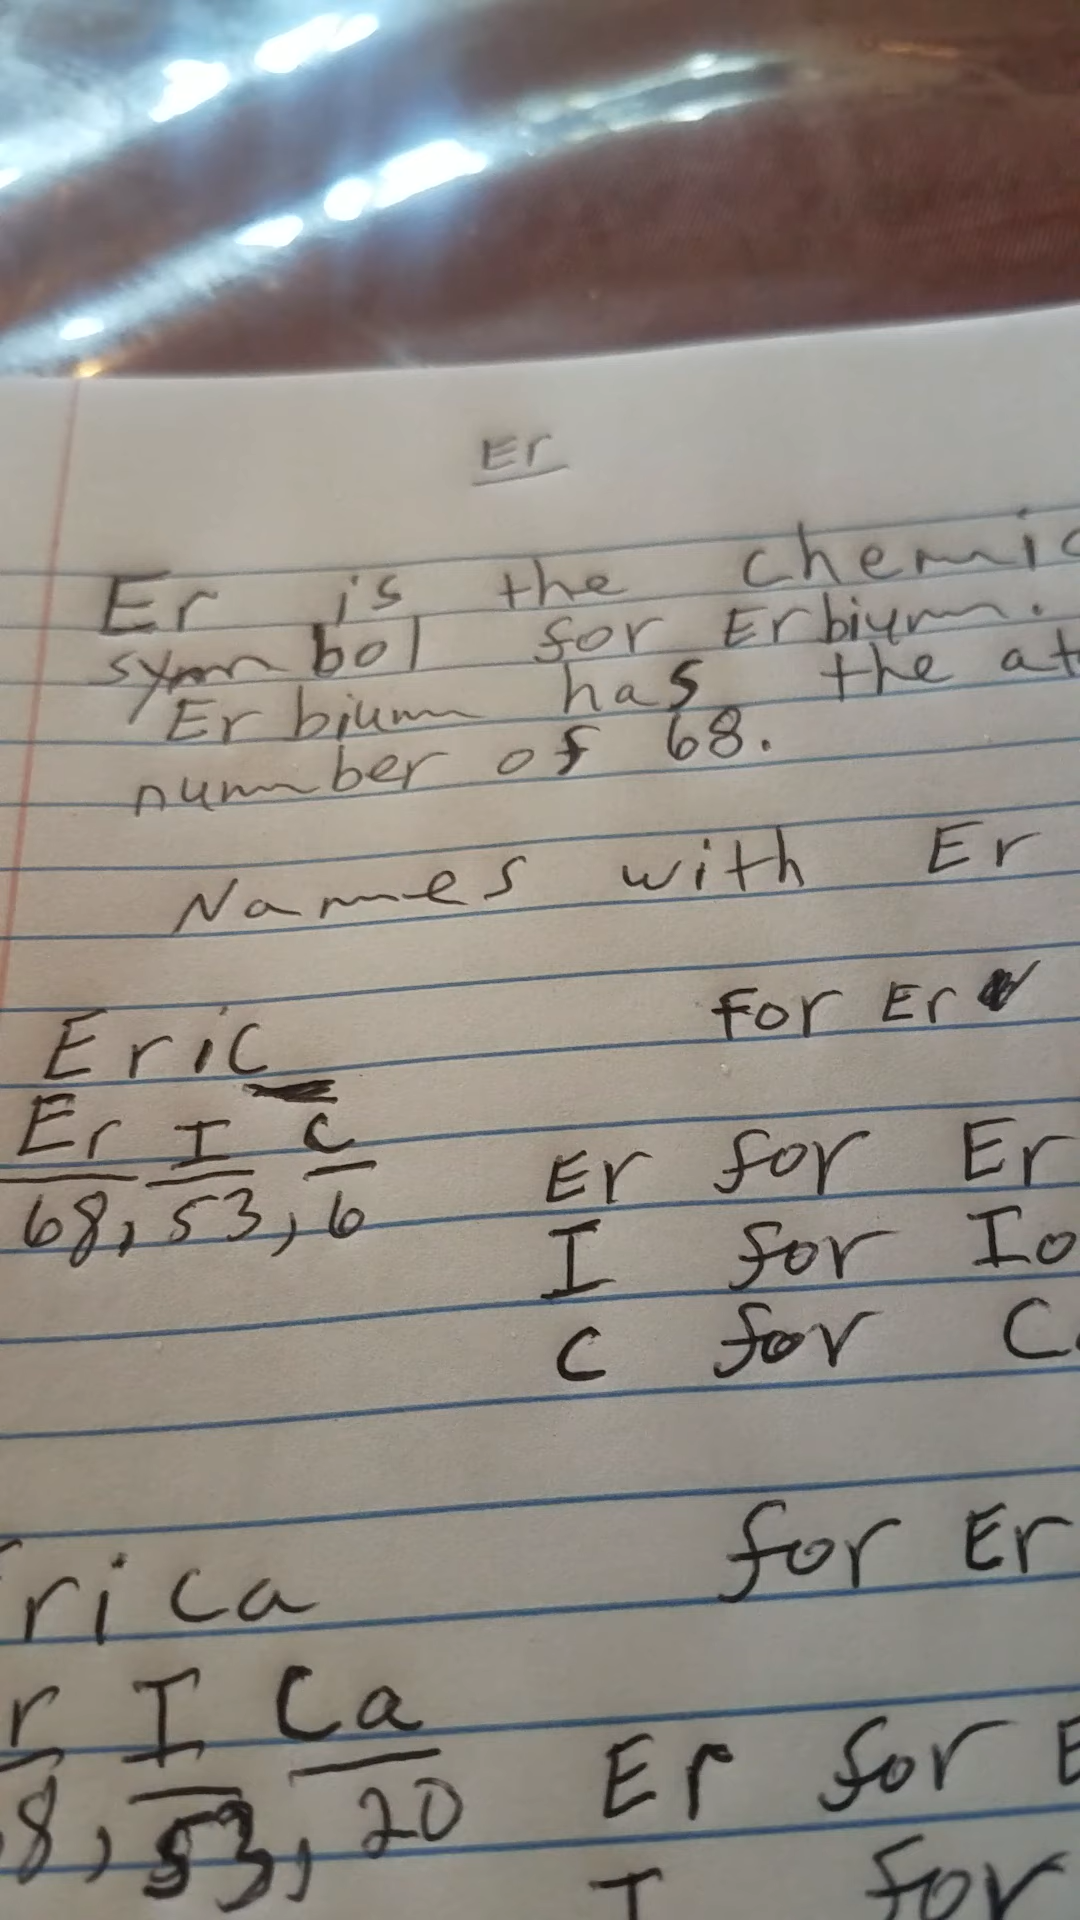 Er
Er is the chemic
symbol for Erbium.
Erbium has the at
number of 68.
Names with Er
Eric For Er
Er I C Er for Er
68, 53, 6 I for Io
C for C
rica for Er
r I Ca Er for E
8, 53, 20 I for